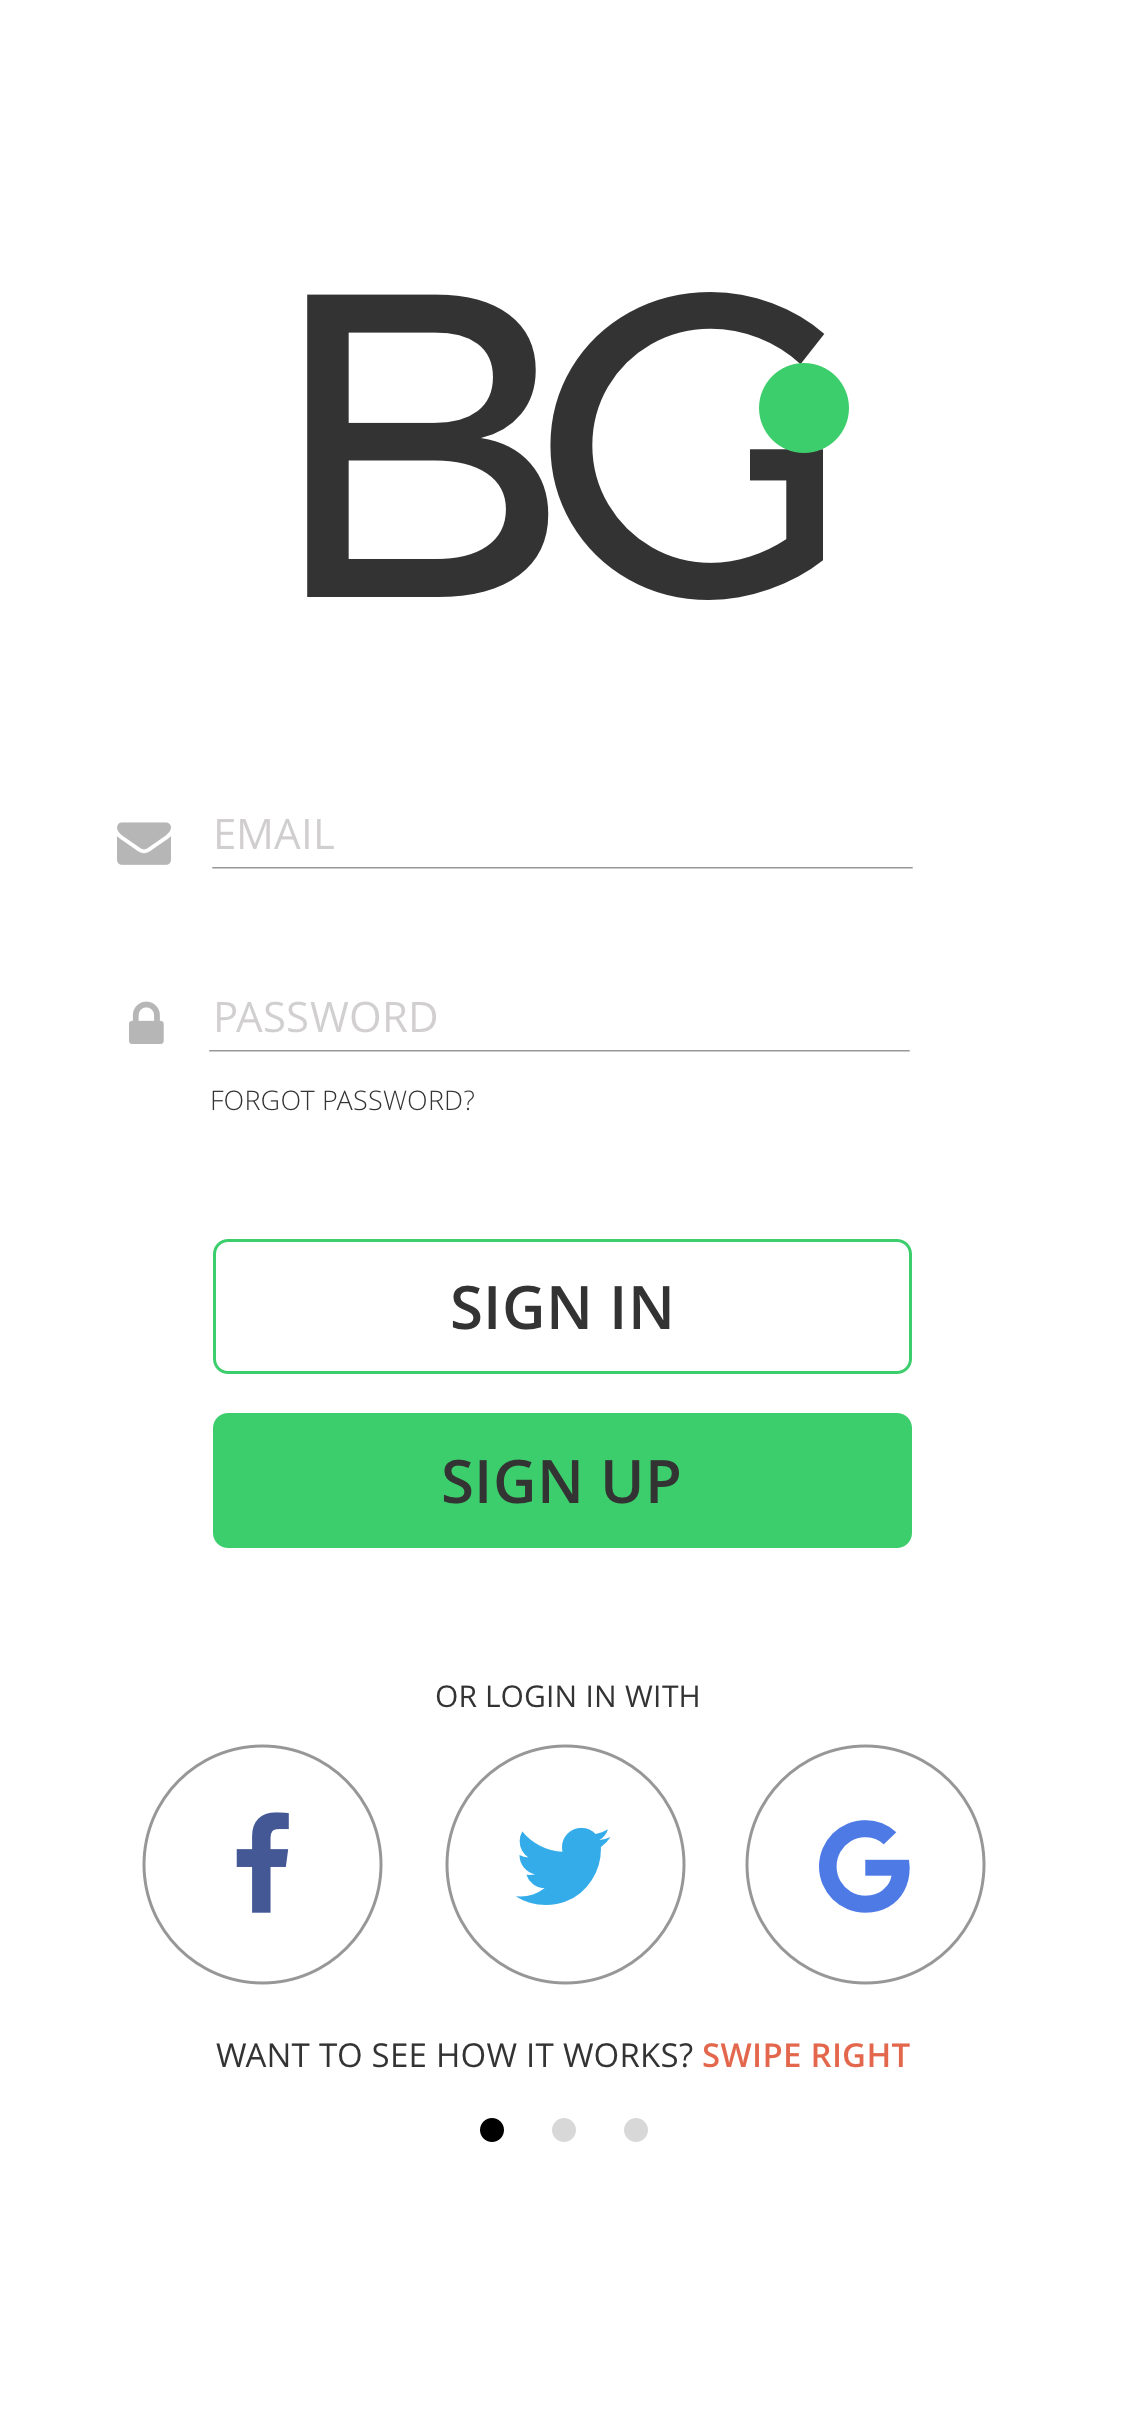 BG
EMAIL
PASSWORD
FORGOT PASSWORD?
SIGN IN
SIGN UP
OR LOGIN IN WITH
WANT TO SEE HOW IT WORKS? SWIPE RIGHT